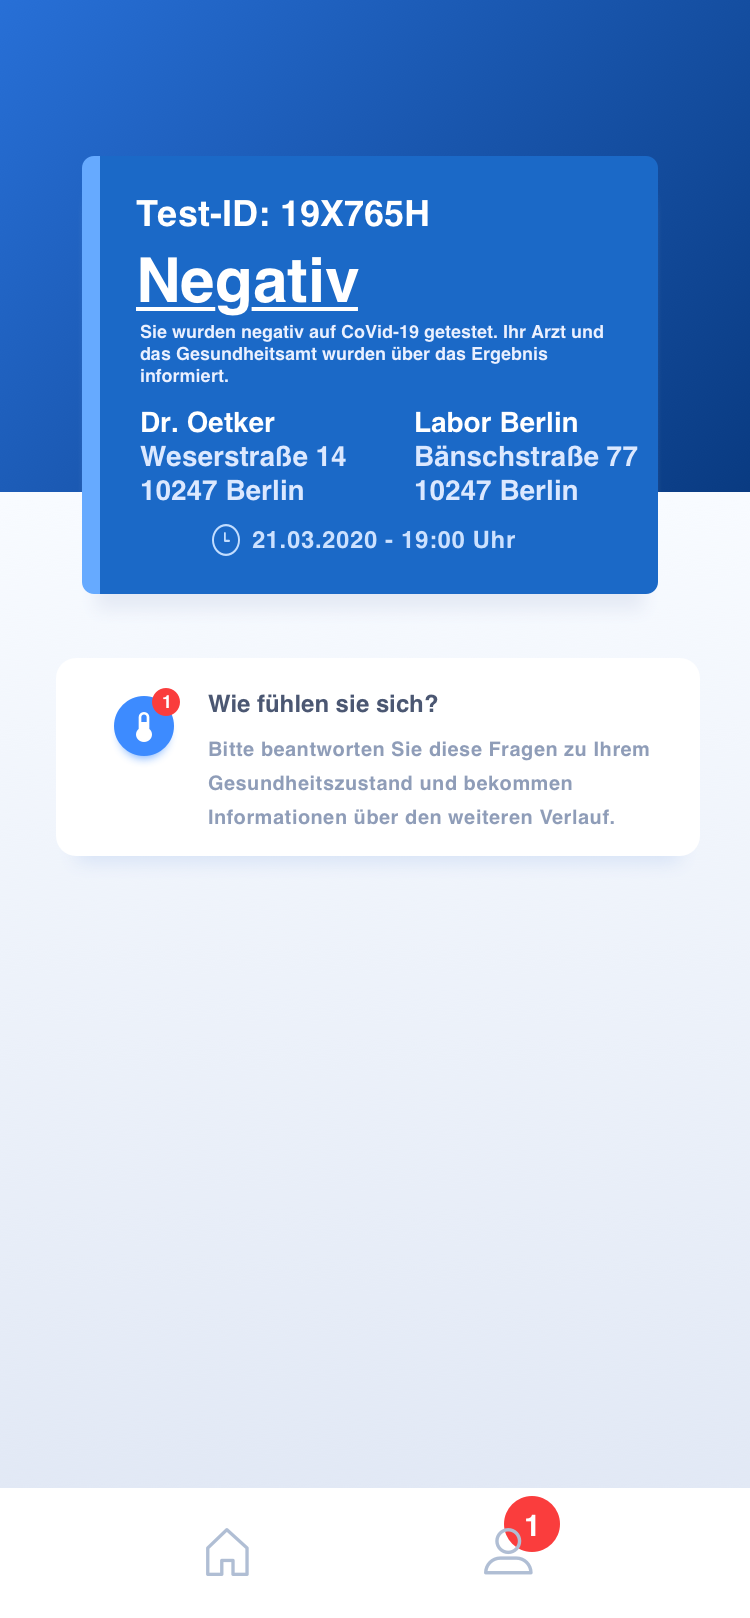 Test-ID: 19X765H
Negativ
Sie wurden negativ auf CoVid-19 getestet. Ihr Arzt und
das Gesundheitsamt wurden über das Ergebnis
informiert.
Dr. Oetker
Weserstraße 14
10247 Berlin
Labor Berlin
Bänschstraße 77
10247 Berlin
21.03.2020 - 19:00 Uhr
1
Wie fühlen sie sich?
Bitte beantworten Sie diese Fragen zu Ihrem
Gesundheitszustand und bekommen
Informationen über den weiteren Verlauf.
1